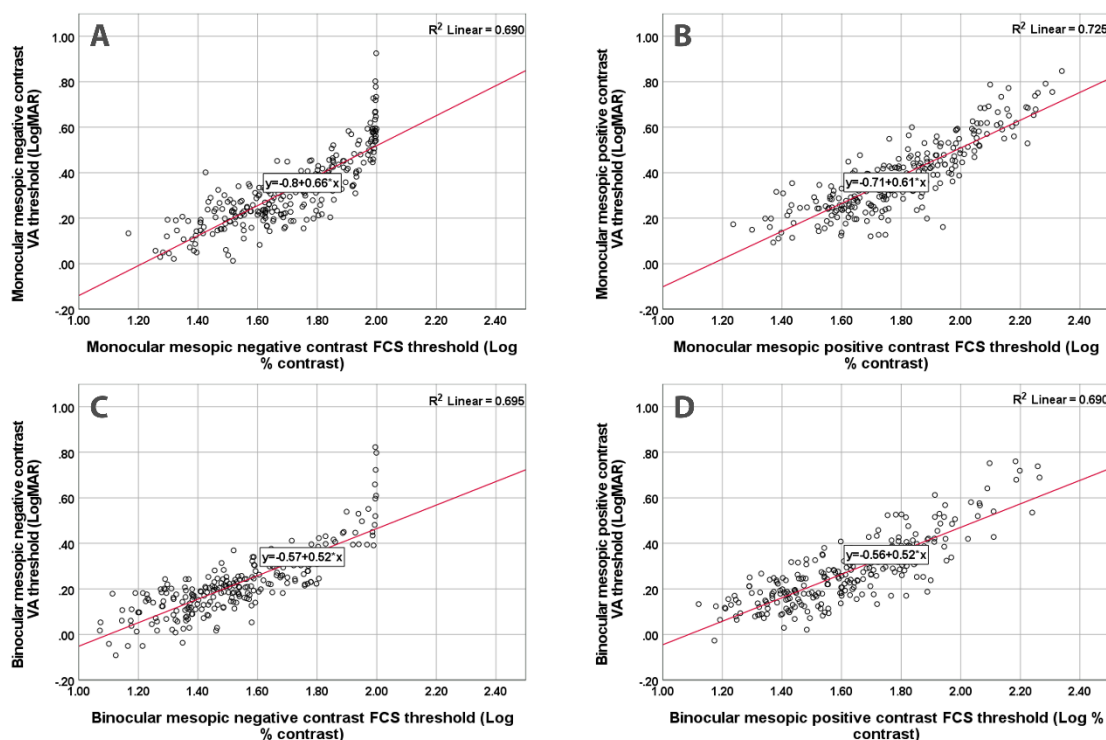 A
R² Linear = 0.690
Monocular mesopic negative contrast
VA threshold (LogMAR)
1.00
.80
.60
.40
.20
.00
-.20
y=-0.8+0.66*x
1.00 1.20 1.40 1.60 1.80 2.00 2.20 2.40
Monocular mesopic negative contrast FCS threshold (Log
% contrast)
B
R² Linear = 0.725
Monocular mesopic positive contrast
VA threshold (LogMAR)
1.00
.80
.60
.40
.20
.00
-.20
y=-0.71+0.61*x
1.00 1.20 1.40 1.60 1.80 2.00 2.20 2.40
Monocular mesopic positive contrast FCS threshold (Log
% contrast)
C
R² Linear = 0.695
Binocular mesopic negative contrast
VA threshold (LogMAR)
1.00
.80
.60
.40
.20
.00
-.20
y=-0.57+0.52*x
1.00 1.20 1.40 1.60 1.80 2.00 2.20 2.40
Binocular mesopic negative contrast FCS threshold (Log
% contrast)
D
R² Linear = 0.690
Binocular mesopic positive contrast
VA threshold (LogMAR)
1.00
.80
.60
.40
.20
.00
-.20
y=-0.56+0.52*x
1.00 1.20 1.40 1.60 1.80 2.00 2.20 2.40
Binocular mesopic positive contrast FCS threshold (Log %
contrast)